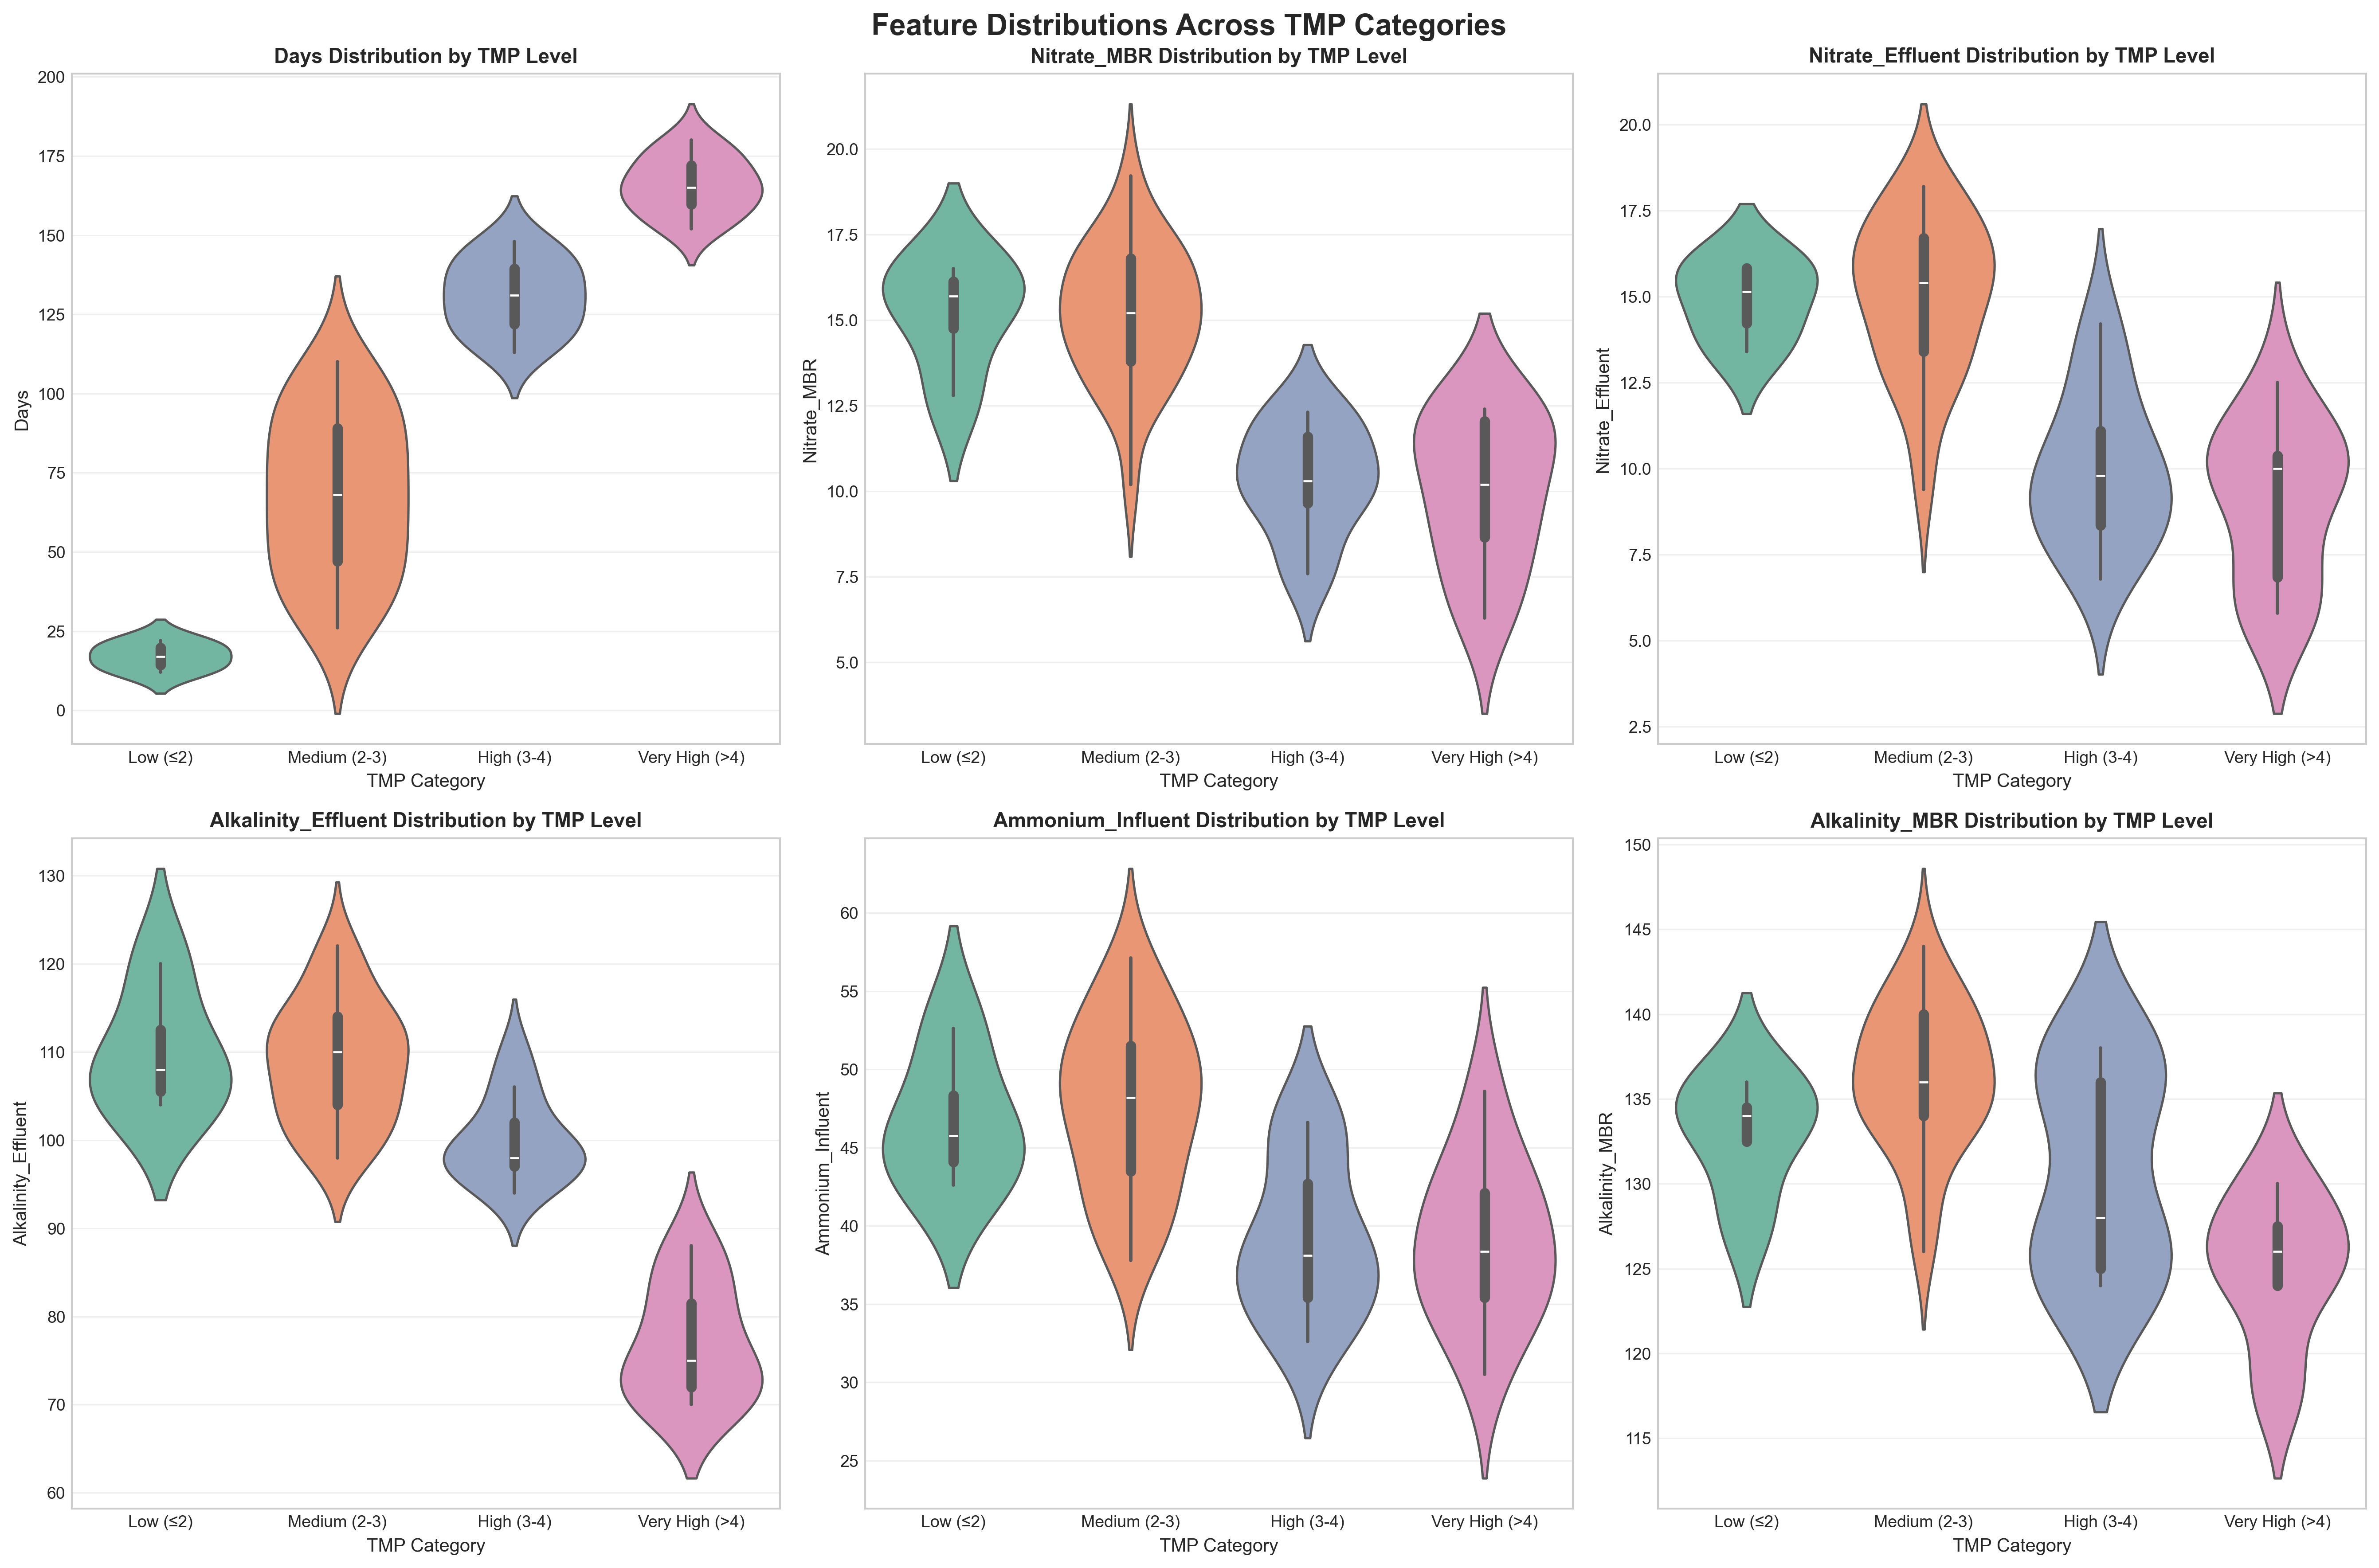 Feature Distributions Across TMP Categories
Days Distribution by TMP Level
200
175
150
125
100
75
50
25
0
Days
Low (≤2) Medium (2-3) High (3-4) Very High (>4)
TMP Category
Nitrate_MBR Distribution by TMP Level
20.0
17.5
15.0
12.5
10.0
7.5
5.0
Nitrate_MBR
Low (≤2) Medium (2-3) High (3-4) Very High (>4)
TMP Category
Nitrate_Effluent Distribution by TMP Level
20.0
17.5
15.0
12.5
10.0
7.5
5.0
2.5
Nitrate_Effluent
Low (≤2) Medium (2-3) High (3-4) Very High (>4)
TMP Category
Alkalinity_Effluent Distribution by TMP Level
130
120
110
100
90
80
70
60
Alkalinity_Effluent
Low (≤2) Medium (2-3) High (3-4) Very High (>4)
TMP Category
Ammonium_Influent Distribution by TMP Level
60
55
50
45
40
35
30
25
Ammonium_Influent
Low (≤2) Medium (2-3) High (3-4) Very High (>4)
TMP Category
Alkalinity_MBR Distribution by TMP Level
150
145
140
135
130
125
120
115
Alkalinity_MBR
Low (≤2) Medium (2-3) High (3-4) Very High (>4)
TMP Category